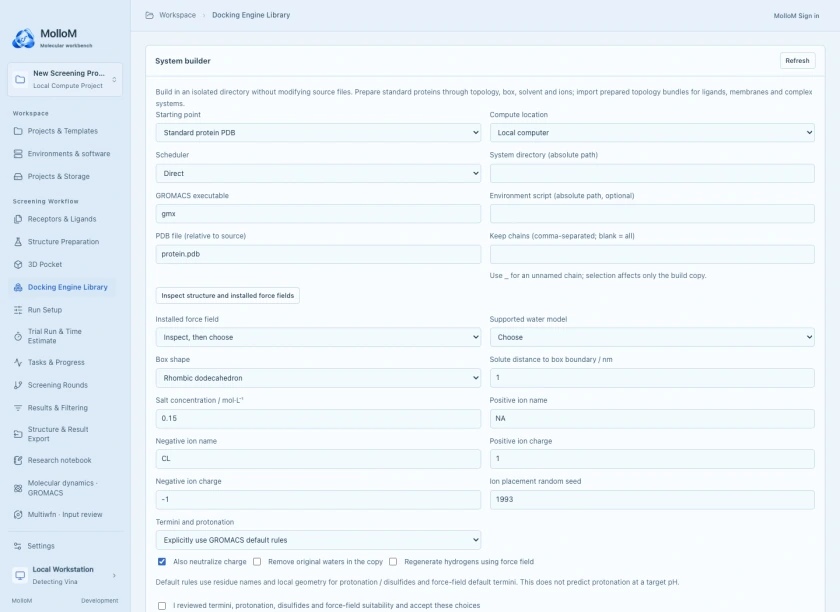 Workspace › Docking Engine Library
MolloM Sign in
MolloM
Molecular workbench
New Screening Pro...
Local Compute Project
Workspace
Projects & Templates
Environments & software
Projects & Storage
Screening Workflow
Receptors & Ligands
Structure Preparation
3D Pocket
Docking Engine Library
Run Setup
Trial Run & Time
Estimate
Tasks & Progress
Screening Rounds
Results & Filtering
Structure & Result
Export
Research notebook
Molecular dynamics ·
GROMACS
Multiwfn · Input review
Settings
Local Workstation
Detecting Vina
MolloM
Development
System builder
Refresh
Build in an isolated directory without modifying source files. Prepare standard proteins through topology, box, solvent and ions; import prepared topology bundles for ligands, membranes and complex
systems.
Starting point
Compute location
Standard protein PDB
Local computer
Scheduler
System directory (absolute path)
Direct
GROMACS executable
Environment script (absolute path, optional)
gmx
PDB file (relative to source)
Keep chains (comma-separated; blank = all)
protein.pdb
Use _ for an unnamed chain; selection affects only the build copy.
Inspect structure and installed force fields
Installed force field
Supported water model
Inspect, then choose
Choose
Box shape
Solute distance to box boundary / nm
Rhombic dodecahedron
1
Salt concentration / mol·L⁻¹
Positive ion name
0.15
NA
Negative ion name
Positive ion charge
CL
1
Negative ion charge
Ion placement random seed
-1
1993
Termini and protonation
Explicitly use GROMACS default rules
Also neutralize charge
Remove original waters in the copy
Regenerate hydrogens using force field
Default rules use residue names and local geometry for protonation / disulfides and force-field default termini. This does not predict protonation at a target pH.
I reviewed termini, protonation, disulfides and force-field suitability and accept these choices